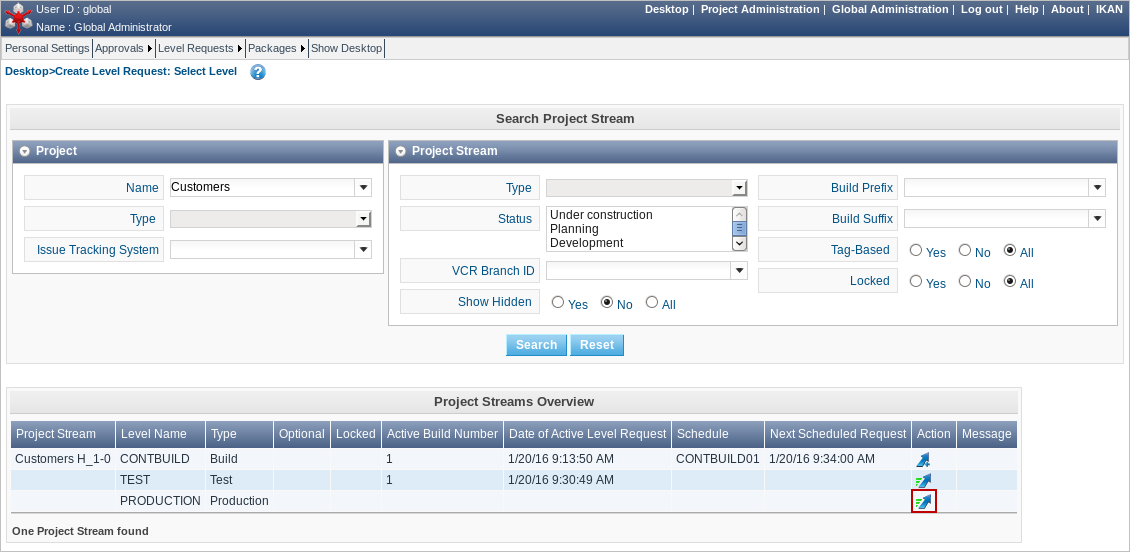 User ID : global
Desktop | Project Administration | Global Administration | Log out | Help | About | IKAN
Name : Global Administrator
Personal Settings Approvals Level Requests Packages Show Desktop
Desktop>Create Level Request: Select Level ?
Search Project Stream
Project
Name Customers
Type
Issue Tracking System
Project Stream
Type
Status Under construction
Planning
Development
VCR Branch ID
Show Hidden Yes No All
Build Prefix
Build Suffix
Tag-Based Yes No All
Locked Yes No All
Search Reset
Project Streams Overview
Project Stream Level Name Type Optional Locked Active Build Number Date of Active Level Request Schedule Next Scheduled Request Action Message
Customers H_1-0 CONTBUILD Build 1 1/20/16 9:13:50 AM CONTBUILD01 1/20/16 9:34:00 AM
TEST Test 1 1/20/16 9:30:49 AM
PRODUCTION Production
One Project Stream found